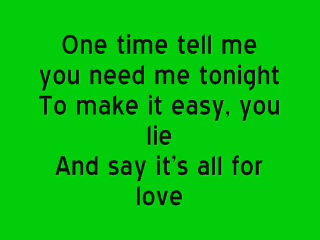 One time tell me
you need me tonight
To make it easy, you
lie
And say it's all for
love